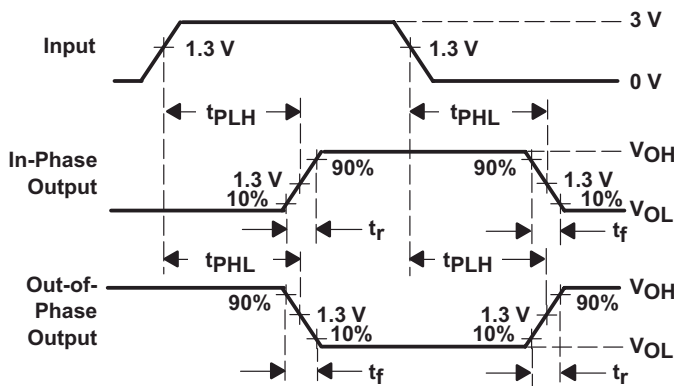 3 V
Input
1.3 V
1.3 V
0 V
tPLH
tPHL
In-Phase
Output
VOH
90%
90%
1.3 V
1.3 V
10%
10%
VOL
tr
tf
tPHL
tPLH
Out-of-
Phase
Output
VOH
90%
90%
1.3 V
1.3 V
10%
10%
VOL
tf
tr